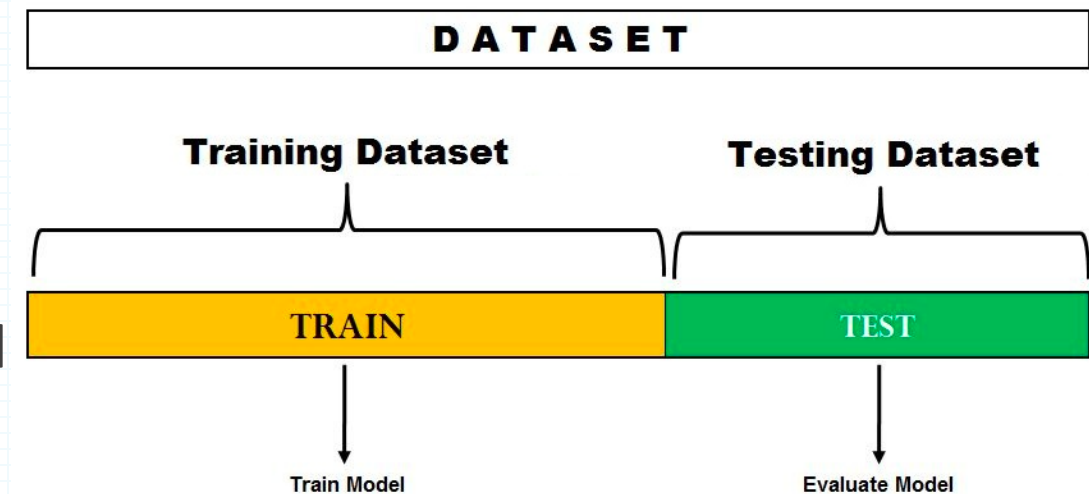 DATASET
Training Dataset
Testing Dataset
TRAIN
TEST
Train Model
Evaluate Model